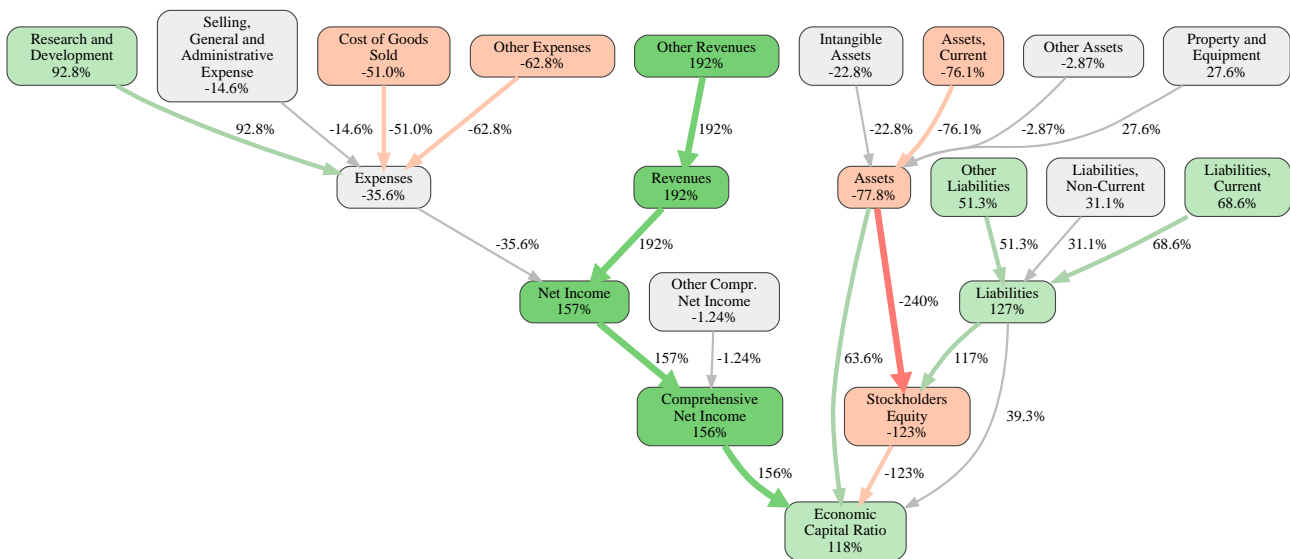 Research and
Development
92.8%
Selling,
General and
Administrative
Expense
-14.6%
Cost of Goods
Sold
-51.0%
Other Expenses
-62.8%
Other Revenues
192%
Intangible
Assets
-22.8%
Assets,
Current
-76.1%
Other Assets
-2.87%
Property and
Equipment
27.6%
92.8%
-14.6%
-51.0%
-62.8%
192%
-22.8%
-76.1%
-2.87%
27.6%
Expenses
-35.6%
Revenues
192%
Assets
-77.8%
Other
Liabilities
51.3%
Liabilities,
Non-Current
31.1%
Liabilities,
Current
68.6%
-35.6%
192%
51.3%
31.1%
68.6%
Net Income
157%
Other Compr.
Net Income
-1.24%
-240%
Liabilities
127%
157%
-1.24%
63.6%
117%
Comprehensive
Net Income
156%
Stockholders
Equity
-123%
39.3%
156%
-123%
Economic
Capital Ratio
118%